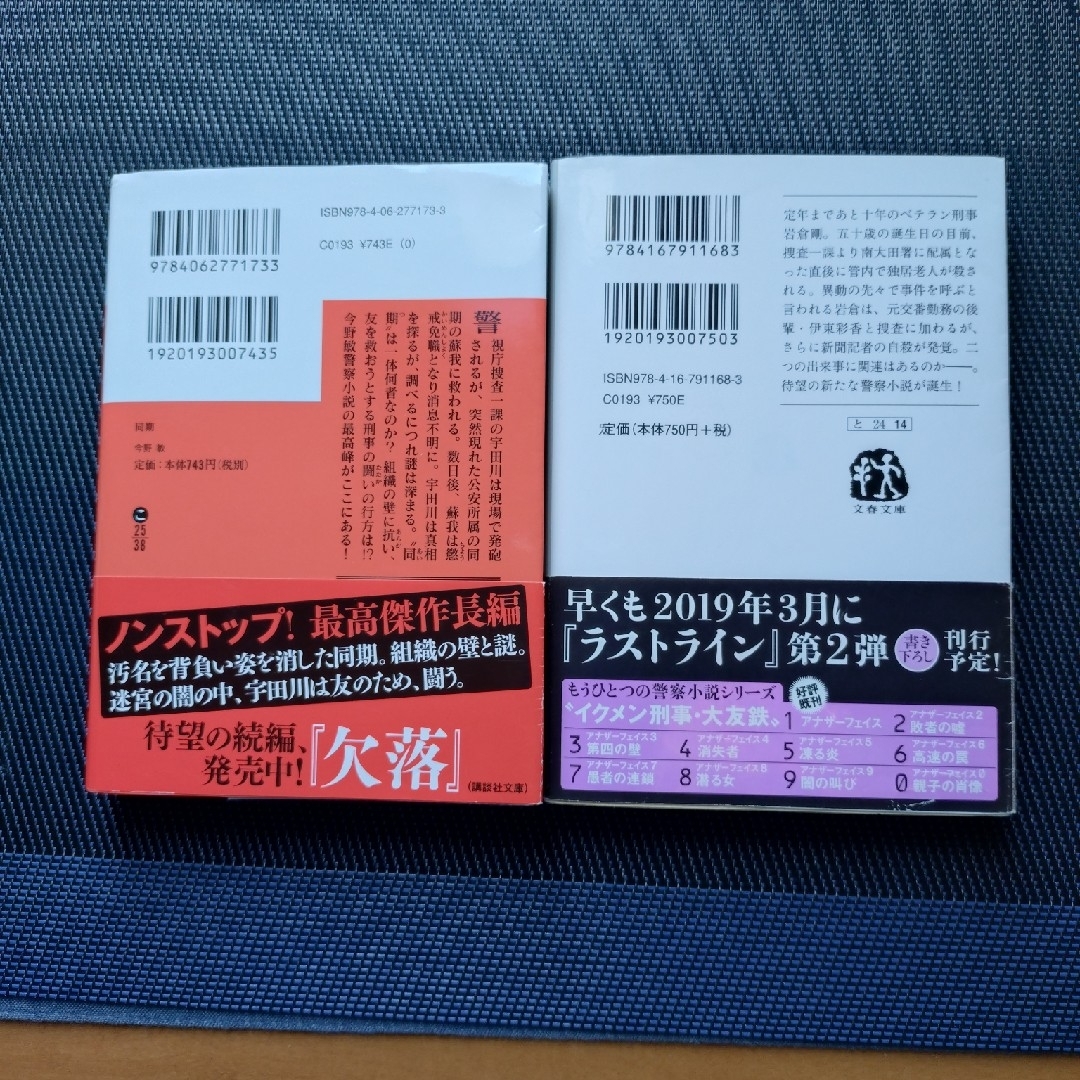 ISBN978-4-06-277173-3
C0193 ¥743E (0)
9784062771733
1920193007435
警視庁捜査一課の宇田川は現場で発砲
されるが、突然現れた公安所属の同
期の蘇我に救われる。数日後、蘇我は懲
戒免職となり消息不明に。宇田川は真相
を探るが、調べるにつれ謎は深まる。〝同
期〟は一体何者なのか? 組織の壁に抗い、
友を救おうとする刑事の闘いの行方は!?
今野敏警察小説の最高峰がここにある!
同期
今野 敏
定価:本体743円(税別)
こ
25
38
ノンストップ! 最高傑作長編
汚名を背負い姿を消した同期。組織の壁と謎。
迷宮の闇の中、宇田川は友のため、闘う。
待望の続編、
発売中!『欠落』
(講談社文庫)
9784167911683
1920193007503
ISBN978-4-16-791168-3
C0193 ¥750E
定価(本体750円+税)
定年まであと十年のベテラン刑事
岩倉剛。五十歳の誕生日の目前、
捜査一課より南大田署に配属とな
った直後に管内で独居老人が殺さ
れる。異動の先々で事件を呼ぶと
言われる岩倉は、元交番勤務の後
輩・伊東彩香と捜査に加わるが、
さらに新聞記者の自殺が発覚。二
つの出来事に関連はあるのか――。
待望の新たな警察小説が誕生!
と 24 14
文春文庫
早くも2019年3月に
『ラストライン』第2弾 書き下ろし 刊行予定!
もうひとつの警察小説シリーズ 好評既刊
〝イケメン刑事・大友鉄〟 1 アナザーフェイス 2 アナザーフェイス2 敗者の嘘
3 アナザーフェイス3 第四の壁 4 アナザーフェイス4 消失者 5 アナザーフェイス5 凍る炎 6 アナザーフェイス6 高速の罠
7 アナザーフェイス7 愚者の連鎖 8 アナザーフェイス8 潜る女 9 アナザーフェイス9 闇の叫び 0 アナザーフェイス0 親子の肖像